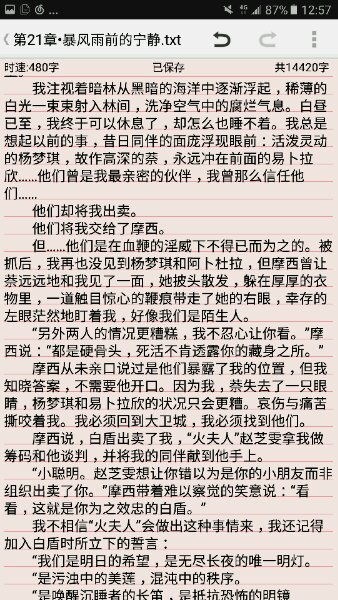 4G 87% 12:57
第21章•暴风雨前的宁静.txt
时速:480字 已保存 共14420字
我注视着暗林从黑暗的海洋中逐渐浮起，稀薄的
白光一束束射入林间，洗净空气中的腐烂气息。白昼
已至，我终于可以休息了，却怎么也睡不着。我总是
想起以前的事，昔日同伴的面庞浮现眼前：活泼灵动
的杨梦琪，故作高深的萘，永远冲在前面的易卜拉
欣……他们曾是我最亲密的伙伴，我曾那么信任他
们……
他们却将我出卖。
他们将我交给了摩西。
但……他们是在血鞭的淫威下不得已而为之的。被
抓后，我再也没见到杨梦琪和阿卜杜拉，但摩西曾让
萘远远地和我见了一面，她披头散发，躲在厚厚的衣
物里，一道触目惊心的鞭痕带走了她的右眼，幸存的
左眼茫然地盯着我，好像我们是陌生人。
“另外两人的情况更糟糕，我不忍心让你看。”摩
西说：“都是硬骨头，死活不肯透露你的藏身之所。”
摩西从未亲口说过是他们暴露了我的位置，但我
知晓答案，不需要他开口。因为我，萘失去了一只眼
睛，杨梦琪和易卜拉欣的状况只会更糟。哀伤与痛苦
撕咬着我。我必须回到大卫城，我必须找到他们。
摩西说，白盾出卖了我，“火夫人”赵芝雯拿我做
筹码和他谈判，并将我的同伴献到他手上。
“小聪明。赵芝雯想让你错以为是你的小朋友而非
组织出卖了你。”摩西带着难以察觉的笑意说：“看
看，这就是你为之效忠的白盾。”
我不相信“火夫人”会做出这种事情来，我还记得
加入白盾时所立下的誓言：
“我们是明日的希望，是无尽长夜的唯一明灯。
“是污浊中的美莲，混沌中的秩序。
“是唤醒沉睡者的长笛，是抵抗恐怖的明镜